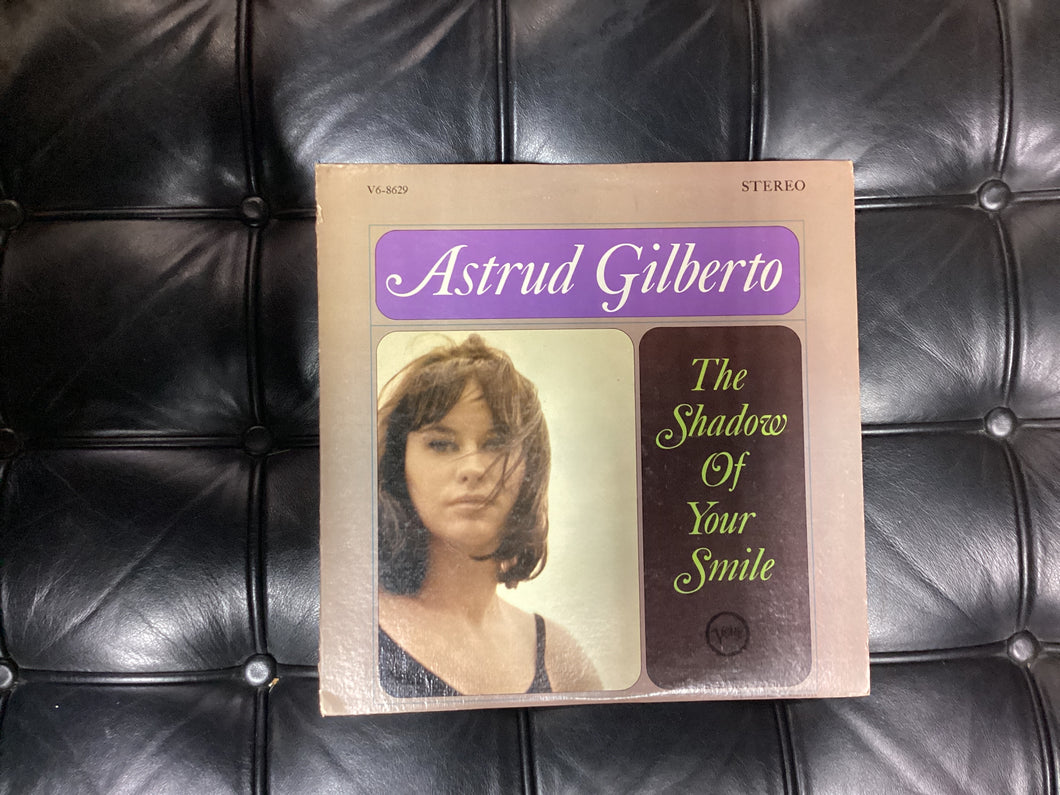 V6-8629
STEREO
Astrud Gilberto
The
Shadow
Of
Your
Smile
Verve